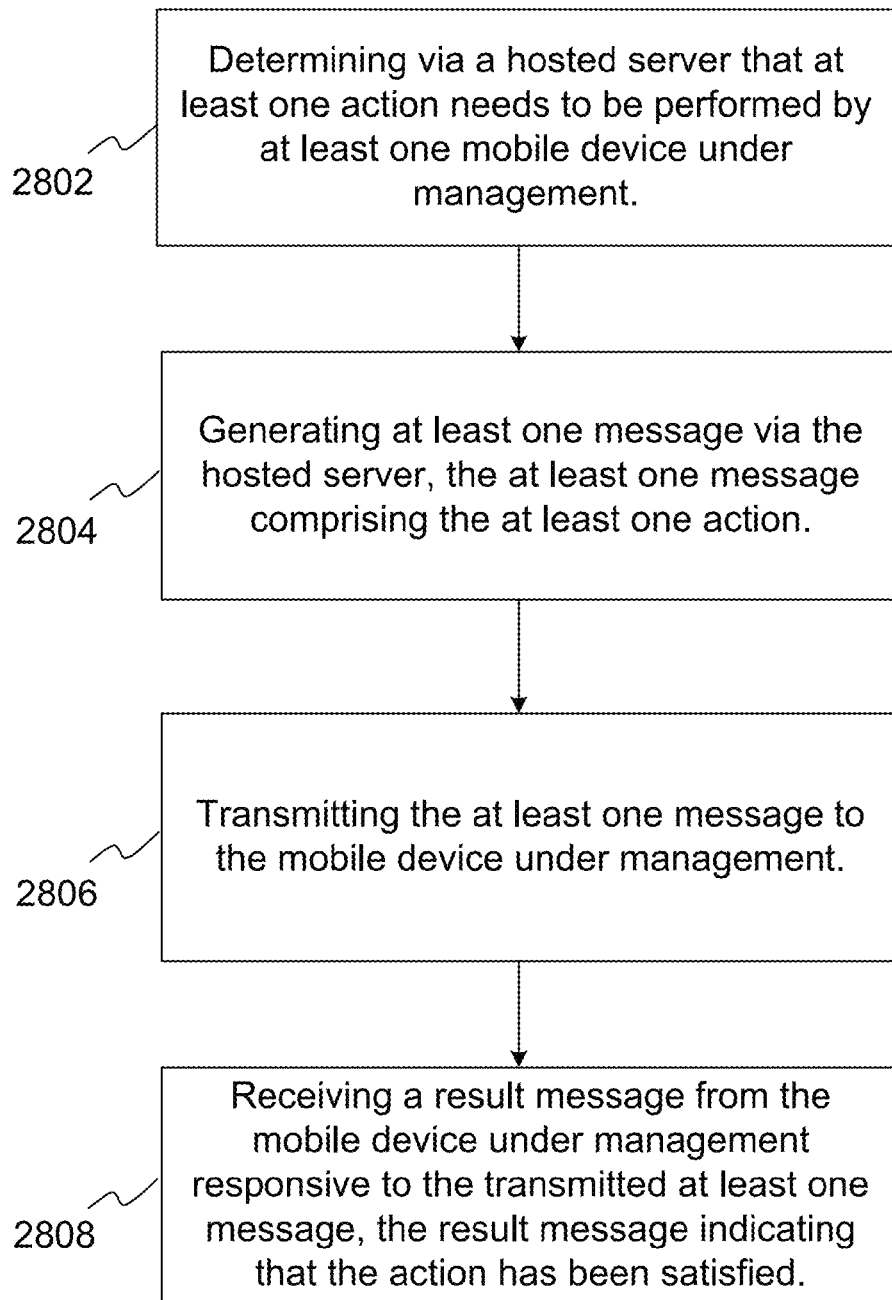 Determining via a hosted server that at
least one action needs to be performed by
at least one mobile device under
management.
2802
Generating at least one message via the
hosted server, the at least one message
comprising the at least one action.
2804
Transmitting the at least one message to
the mobile device under management.
2806
Receiving a result message from the
mobile device under management
responsive to the transmitted at least one
message, the result message indicating
that the action has been satisfied.
2808